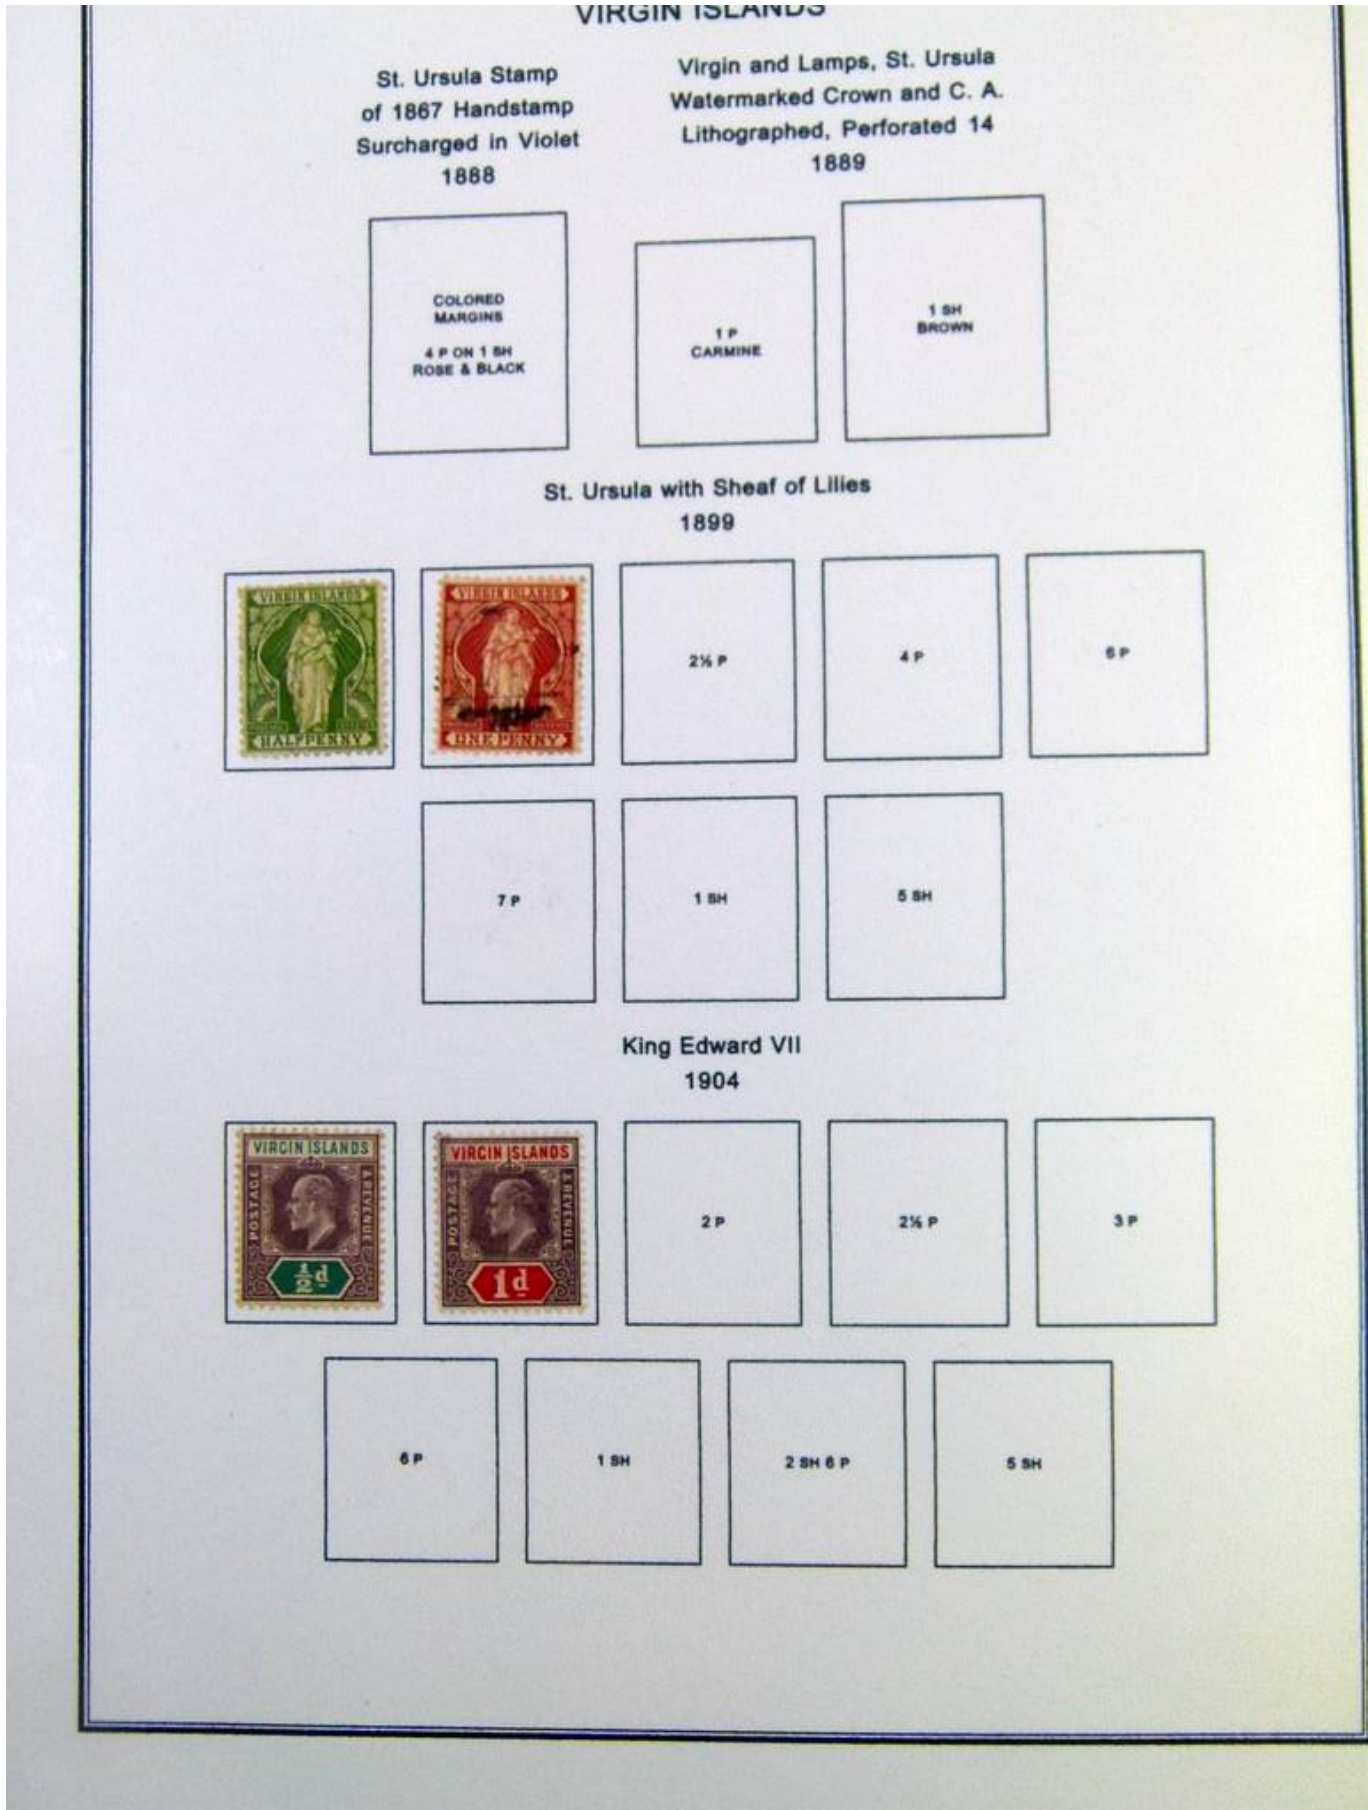 VIRGIN ISLANDS
St. Ursula Stamp
of 1867 Handstamp
Surcharged in Violet
1888
Virgin and Lamps, St. Ursula
Watermarked Crown and C. A.
Lithographed, Perforated 14
1889
COLORED
MARGINS
4 P ON 1 SH
ROSE & BLACK
1 P
CARMINE
1 SH
BROWN
St. Ursula with Sheaf of Lilies
1899
VIRGIN ISLANDS
HALFPENNY
VIRGIN ISLANDS
ONE PENNY
2½ P
4 P
6 P
7 P
1 SH
5 SH
King Edward VII
1904
VIRGIN ISLANDS
POSTAGE
& REVENUE
½d
VIRGIN ISLANDS
POSTAGE
& REVENUE
1d
2 P
2½ P
3 P
6 P
1 SH
2 SH 6 P
5 SH